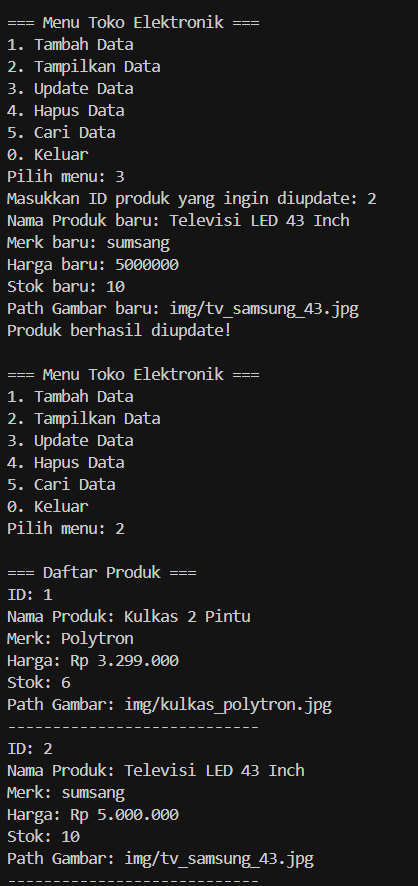 === Menu Toko Elektronik ===
1. Tambah Data
2. Tampilkan Data
3. Update Data
4. Hapus Data
5. Cari Data
0. Keluar
Pilih menu: 3
Masukkan ID produk yang ingin diupdate: 2
Nama Produk baru: Televisi LED 43 Inch
Merk baru: sumsang
Harga baru: 5000000
Stok baru: 10
Path Gambar baru: img/tv_samsung_43.jpg
Produk berhasil diupdate!

=== Menu Toko Elektronik ===
1. Tambah Data
2. Tampilkan Data
3. Update Data
4. Hapus Data
5. Cari Data
0. Keluar
Pilih menu: 2

=== Daftar Produk ===
ID: 1
Nama Produk: Kulkas 2 Pintu
Merk: Polytron
Harga: Rp 3.299.000
Stok: 6
Path Gambar: img/kulkas_polytron.jpg
----------------------------
ID: 2
Nama Produk: Televisi LED 43 Inch
Merk: sumsang
Harga: Rp 5.000.000
Stok: 10
Path Gambar: img/tv_samsung_43.jpg
----------------------------